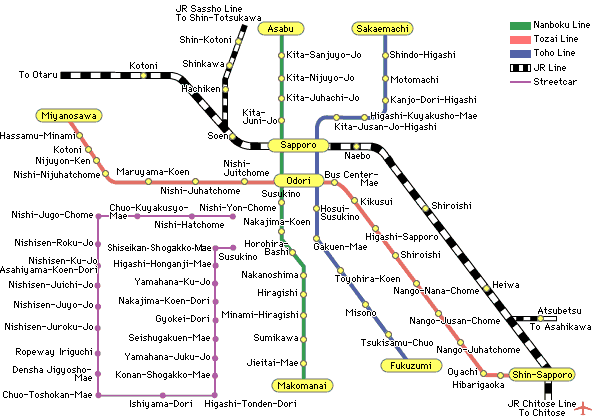 JR Sassho Line
To Shin-Totsukawa
Asabu
Sakaemachi
Nanboku Line
Tozai Line
Toho Line
JR Line
Streetcar
Shin-Kotoni
Kita-Sanjuyo-Jo
Shindo-Higashi
Kotoni
Shinkawa
To Otaru
Kita-Nijuyo-Jo
Motomachi
Hachiken
Kita-Juhachi-Jo
Kanjo-Dori-Higashi
Miyanosawa
Kita-
Juni-Jo
Higashi-Kuyakusho-Mae
Kita-Jusan-Jo-Higashi
Hassamu-Minami
Soen
Kotoni
Sapporo
Nijuyon-Ken
Naebo
Nishi-Nijuhatchome
Maruyama-Koen
Nishi-
Juitchome
Bus Center-
Mae
Odori
Nishi-Juhatchome
Susukino
Kikusui
Chuo-Kuyakusyo-
Mae
Nishi-Yon-Chome
Hosui-
Susukino
Shiroishi
Nishi-Jugo-Chome
Nishi-Hatchome
Nakajima-Koen
Higashi-Sapporo
Nishisen-Roku-Jo
Shiseikan-Shogakko-Mae
Horohira-
Bashi
Gakuen-Mae
Susukino
Shiroishi
Nishisen-Ku-Jo
Asahiyama-Koen-Dori
Higashi-Honganji-Mae
Nakanoshima
Toyohira-Koen
Nishisen-Juichi-Jo
Yamahana-Ku-Jo
Nango-Nana-Chome
Heiwa
Hiragishi
Nishisen-Juyo-Jo
Nakajima-Koen-Dori
Misono
Atsubetsu
Minami-Hiragishi
Gyokei-Dori
Nango-Jusan-Chome
To Asahikawa
Nishisen-Juroku-Jo
Seishugakuen-Mae
Sumikawa
Tsukisamu-Chuo
Nango-Juhatchome
Ropeway Iriguchi
Yamahana-Juku-Jo
Jieitai-Mae
Fukuzumi
Densha Jigyosho-
Mae
Konan-Shogakko-Mae
Oyachi
Shin-Sapporo
Hibarigaoka
Makomanai
Chuo-Toshokan-Mae
Ishiyama-Dori
Higashi-Tonden-Dori
JR Chitose Line
To Chitose